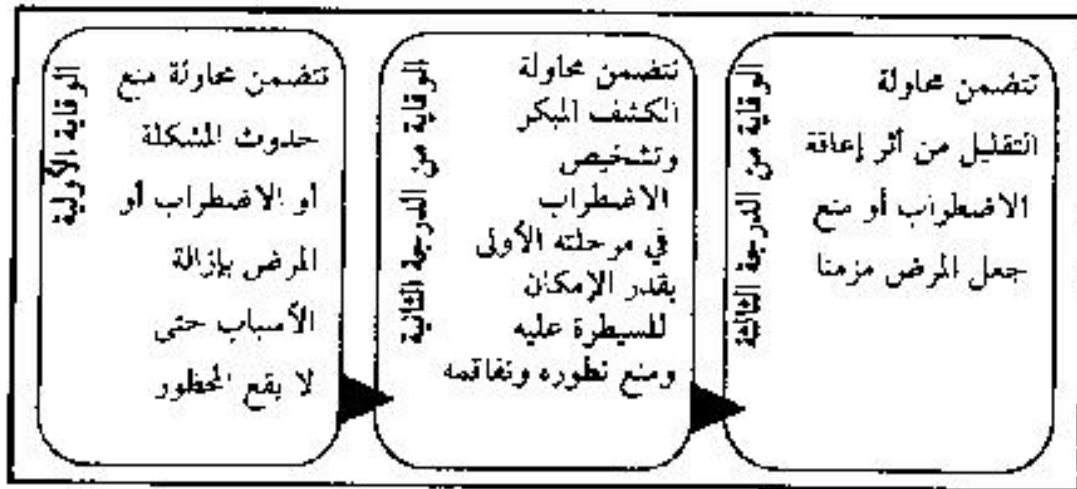 الوقاية الأولية
تتضمن محاولة منع
حدوث المشكلة
أو الاضطراب أو
المرض بإزالة
الأسباب حتى
لا يقع المحظور
الوقاية من الدرجة الثانية
تتضمن محاولة
الكشف المبكر
وتشخيص
الاضطراب
في مرحلته الأولى
بقدر الإمكان
للسيطرة عليه
ومنع تطوره وتفاقمه
الوقاية من الدرجة الثالثة
تتضمن محاولة
التقليل من أثر إعاقة
الاضطراب أو منع
جعل المرض مزمنا